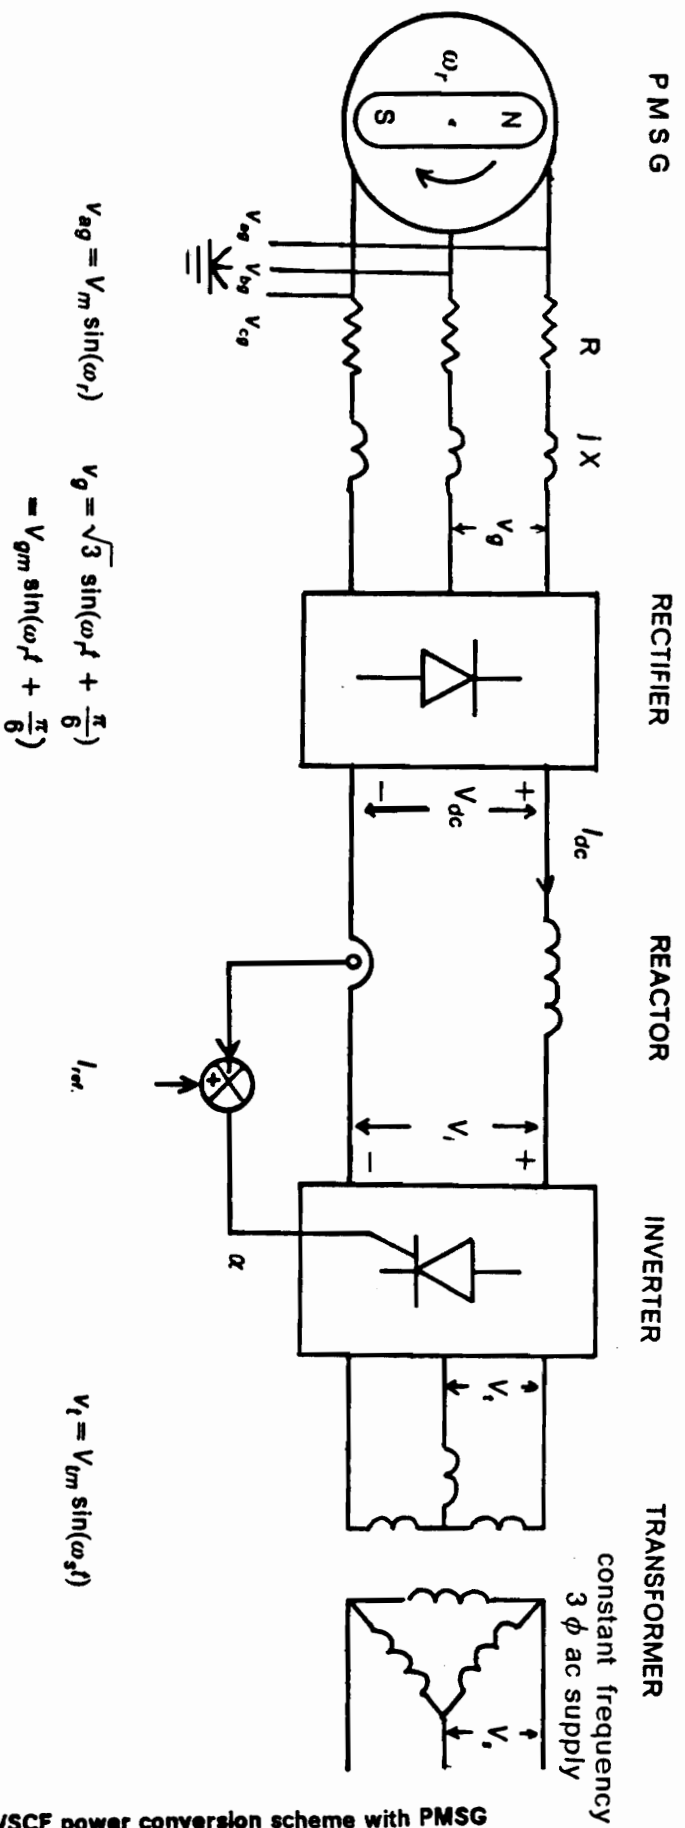 PMSG
RECTIFIER
REACTOR
INVERTER
TRANSFORMER
constant frequency
3 ϕ ac supply
R
jX
I_dc
N
S
ω_r
v_g
+
V_dc
−
+
V_i
−
V_t
V_s
v_ag
v_bg
v_cg
+
−
I_ref.
α
v_ag = V_m sin(ω_r)
v_g = √3 sin(ω_r t + π/6)
= V_gm sin(ω_r t + π/6)
v_t = V_tm sin(ω_s t)
VSCF power conversion scheme with PMSG